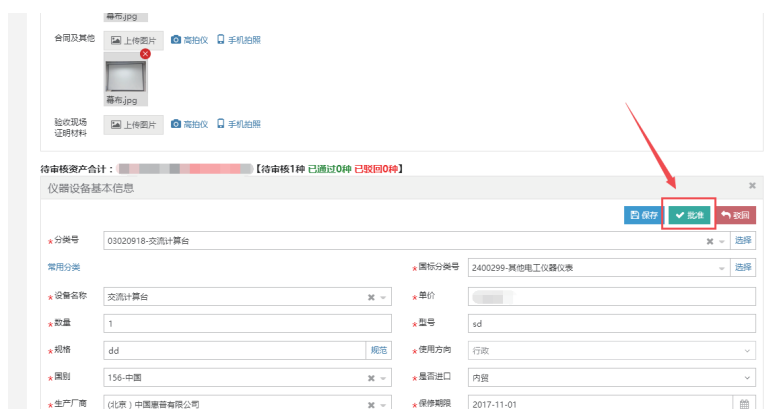 幕布.jpg
合同及其他 上传图片 高拍仪 手机拍照
幕布.jpg
验收现场
证明材料 上传图片 高拍仪 手机拍照
待审核资产合计： 【待审核1种 已通过0种 已驳回0种】
仪器设备基本信息
保存 批准 驳回
*分类号 03020918-交流计算台 选择
常用分类 *国标分类号 2400299-其他电工仪器仪表 选择
*设备名称 交流计算台 *单价
*数量 1 *型号 sd
*规格 dd 规范 *使用方向 行政
*国别 156-中国 *是否进口 内贸
*生产厂商 (北京）中国惠普有限公司 *保修期限 2017-11-01